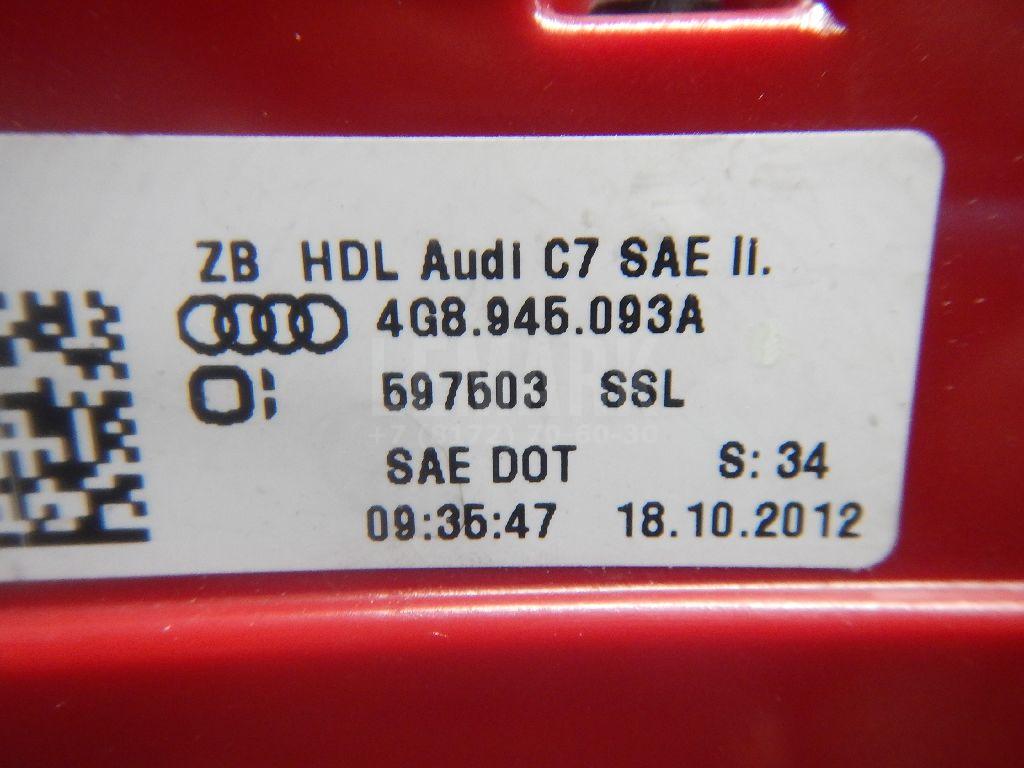 ZB HDL Audi C7 SAE li.
4G8.945.093A
597503 SSL
SAE DOT S: 34
09:35:47 18.10.2012